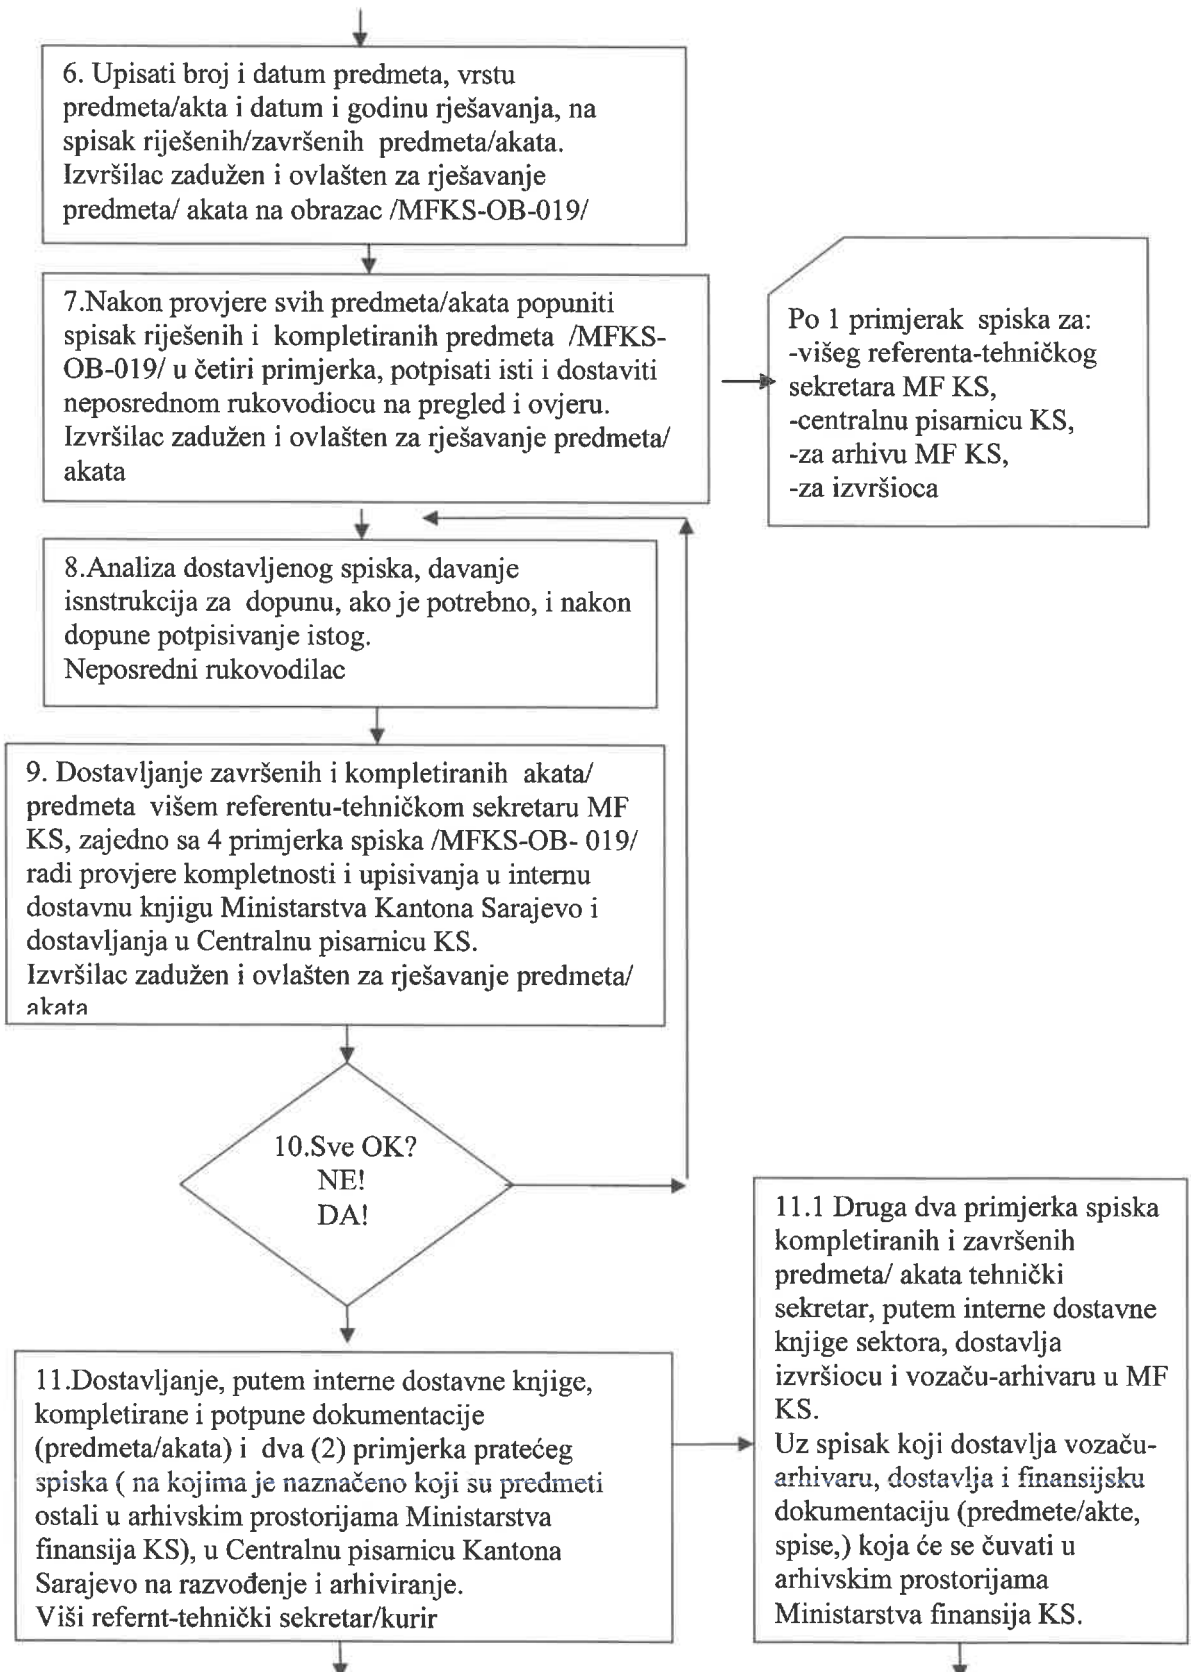 6. Upisati broj i datum predmeta, vrstu
predmeta/akta i datum i godinu rješavanja, na
spisak riješenih/završenih predmeta/akata.
Izvršilac zadužen i ovlašten za rješavanje
predmeta/ akata na obrazac /MFKS-OB-019/
7.Nakon provjere svih predmeta/akata popuniti
spisak riješenih i kompletiranih predmeta /MFKS-
OB-019/ u četiri primjerka, potpisati isti i dostaviti
neposrednom rukovodiocu na pregled i ovjeru.
Izvršilac zadužen i ovlašten za rješavanje predmeta/
akata
Po 1 primjerak spiska za:
-višeg referenta-tehničkog
sekretara MF KS,
-centralnu pisarnicu KS,
-za arhivu MF KS,
-za izvršioca
8.Analiza dostavljenog spiska, davanje
isnstrukcija za dopunu, ako je potrebno, i nakon
dopune potpisivanje istog.
Neposredni rukovodilac
9. Dostavljanje završenih i kompletiranih akata/
predmeta višem referentu-tehničkom sekretaru MF
KS, zajedno sa 4 primjerka spiska /MFKS-OB- 019/
radi provjere kompletnosti i upisivanja u internu
dostavnu knjigu Ministarstva Kantona Sarajevo i
dostavljanja u Centralnu pisarnicu KS.
Izvršilac zadužen i ovlašten za rješavanje predmeta/
akata
10.Sve OK?
NE!
DA!
11.Dostavljanje, putem interne dostavne knjige,
kompletirane i potpune dokumentacije
(predmeta/akata) i dva (2) primjerka pratećeg
spiska ( na kojima je naznačeno koji su predmeti
ostali u arhivskim prostorijama Ministarstva
finansija KS), u Centralnu pisarnicu Kantona
Sarajevo na razvođenje i arhiviranje.
Viši refernt-tehnički sekretar/kurir
11.1 Druga dva primjerka spiska
kompletiranih i završenih
predmeta/ akata tehnički
sekretar, putem interne dostavne
knjige sektora, dostavlja
izvršiocu i vozaču-arhivaru u MF
KS.
Uz spisak koji dostavlja vozaču-
arhivaru, dostavlja i finansijsku
dokumentaciju (predmete/akte,
spise,) koja će se čuvati u
arhivskim prostorijama
Ministarstva finansija KS.